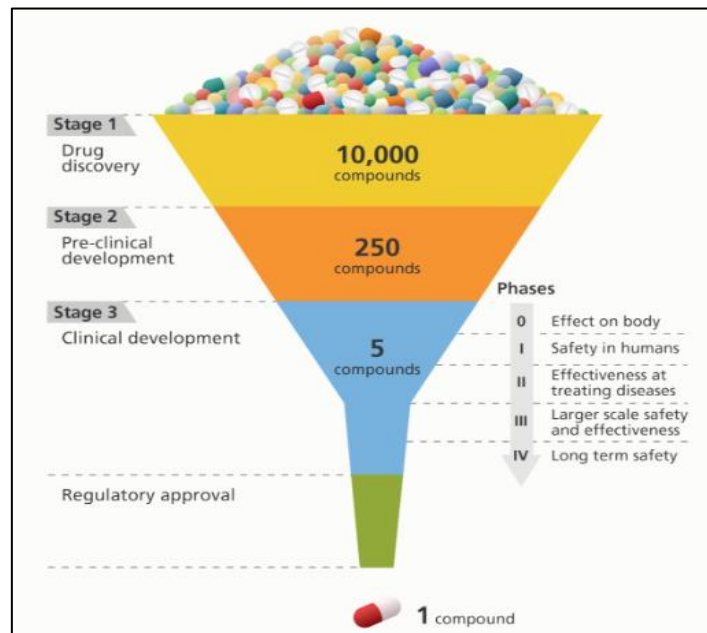 Stage 1
Drug
discovery
10,000
compounds
Stage 2
Pre-clinical
development
250
compounds
Stage 3
Clinical development
5
compounds
Phases
0 Effect on body
I Safety in humans
II Effectiveness at
treating diseases
III Larger scale safety
and effectiveness
IV Long term safety
Regulatory approval
1 compound